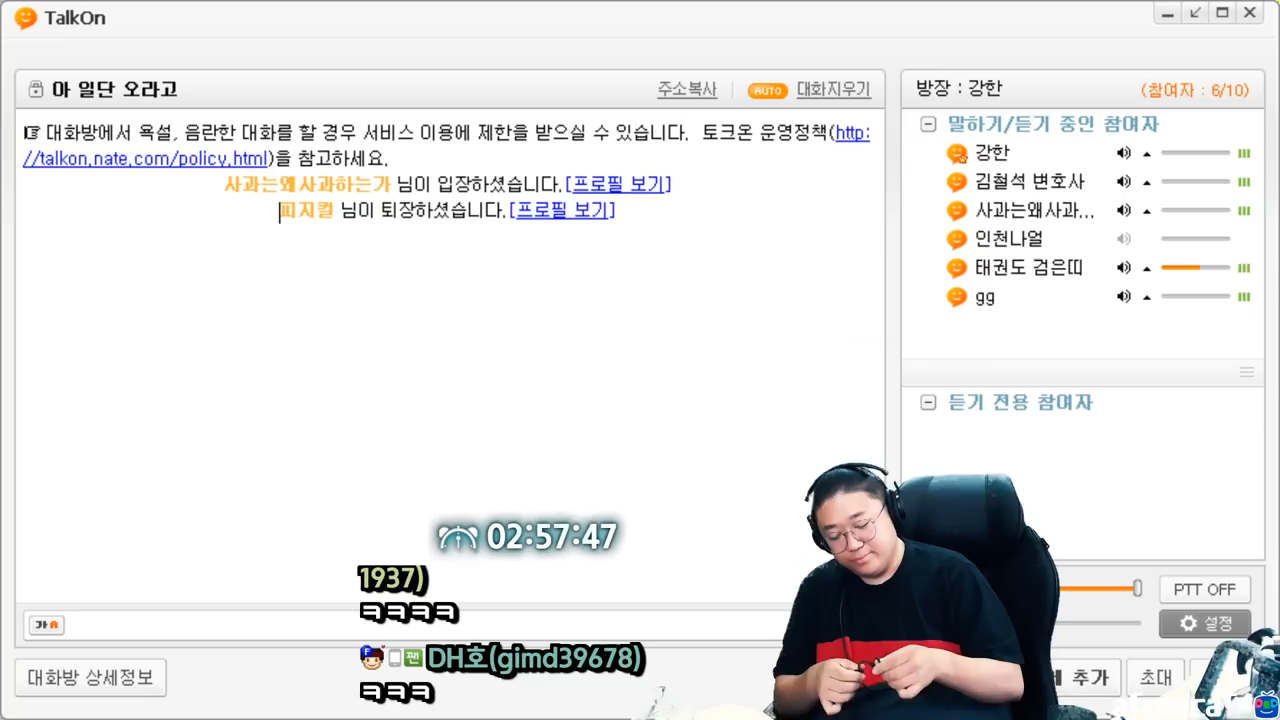 TalkOn
아 일단 오라고
주소복사
AUTO
대화지우기
☞ 대화방에서 욕설, 음란한 대화를 할 경우 서비스 이용에 제한을 받으실 수 있습니다. 토크온 운영정책(http:
//talkon.nate.com/policy.html)을 참고하세요.
사과는왜사과하는가 님이 입장하셨습니다.[프로필 보기]
피지컬 님이 퇴장하셨습니다.[프로필 보기]
방장 : 강한
(참여자 : 6/10)
말하기/듣기 중인 참여자
강한
김철석 변호사
사과는왜사과...
인천나얼
태권도 검은띠
gg
듣기 전용 참여자
02:57:47
1937)
ㅋㅋㅋㅋ
팬 DH호(gimd39678)
ㅋㅋㅋ
가A
PTT OFF
설정
대화방 상세정보
추가
초대